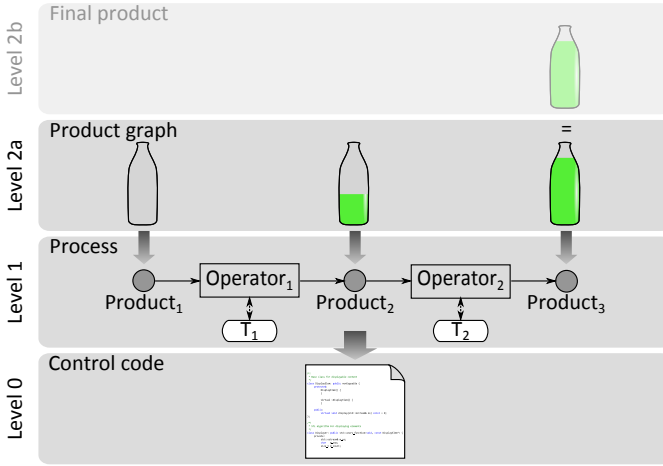 Level 2b
Final product
Level 2a
Product graph
=
Level 1
Process
Operator₁
Operator₂
Product₁
Product₂
Product₃
T₁
T₂
Level 0
Control code